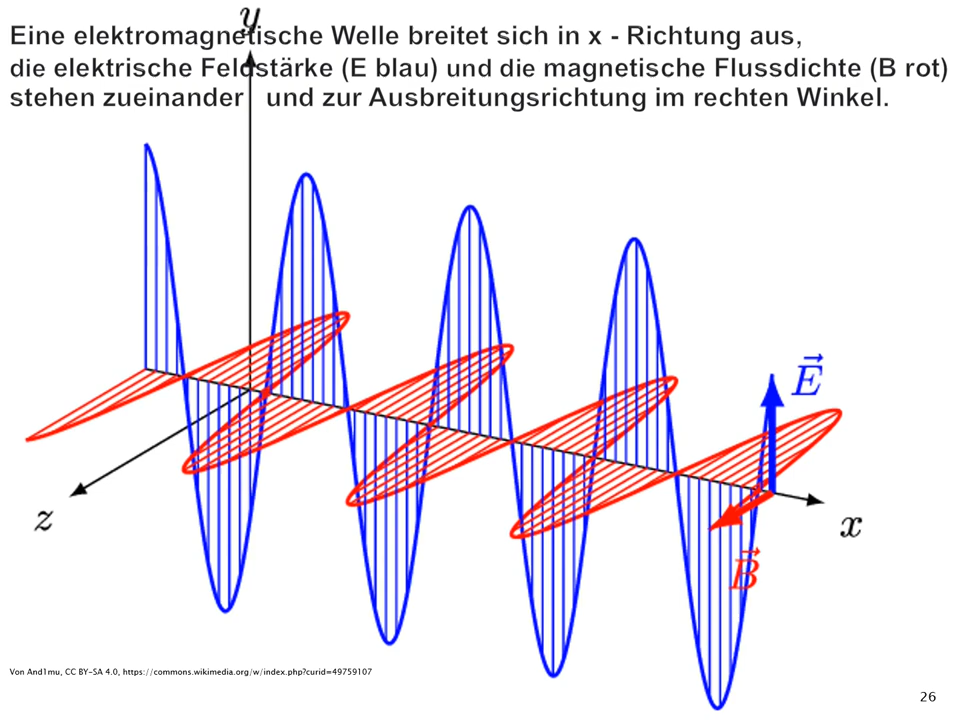 y
Eine elektromagnetische Welle breitet sich in x - Richtung aus,
die elektrische Feldstärke (E blau) und die magnetische Flussdichte (B rot)
stehen zueinander und zur Ausbreitungsrichtung im rechten Winkel.
E
z
x
B
Von And1mu, CC BY-SA 4.0, https://commons.wikimedia.org/w/index.php?curid=49759107
26